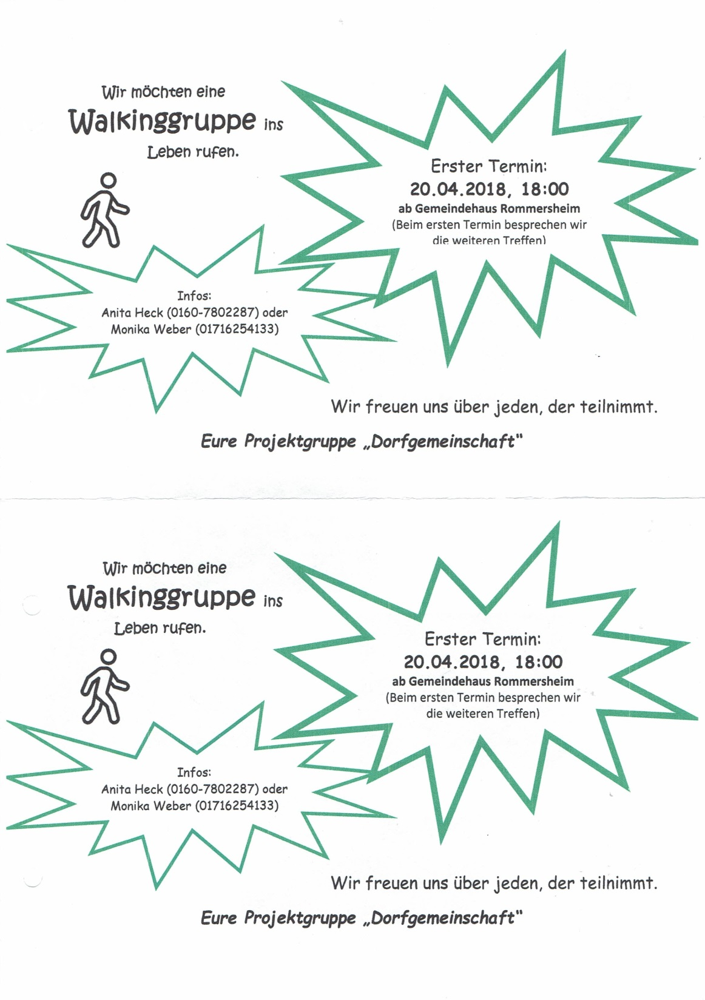 Wir möchten eine
Walkinggruppe ins
Leben rufen.
Erster Termin:
20.04.2018, 18:00
ab Gemeindehaus Rommersheim
(Beim ersten Termin besprechen wir
die weiteren Treffen)
Infos:
Anita Heck (0160-7802287) oder
Monika Weber (01716254133)
Wir freuen uns über jeden, der teilnimmt.
Eure Projektgruppe „Dorfgemeinschaft"
Wir möchten eine
Walkinggruppe ins
Leben rufen.
Erster Termin:
20.04.2018, 18:00
ab Gemeindehaus Rommersheim
(Beim ersten Termin besprechen wir
die weiteren Treffen)
Infos:
Anita Heck (0160-7802287) oder
Monika Weber (01716254133)
Wir freuen uns über jeden, der teilnimmt.
Eure Projektgruppe „Dorfgemeinschaft"